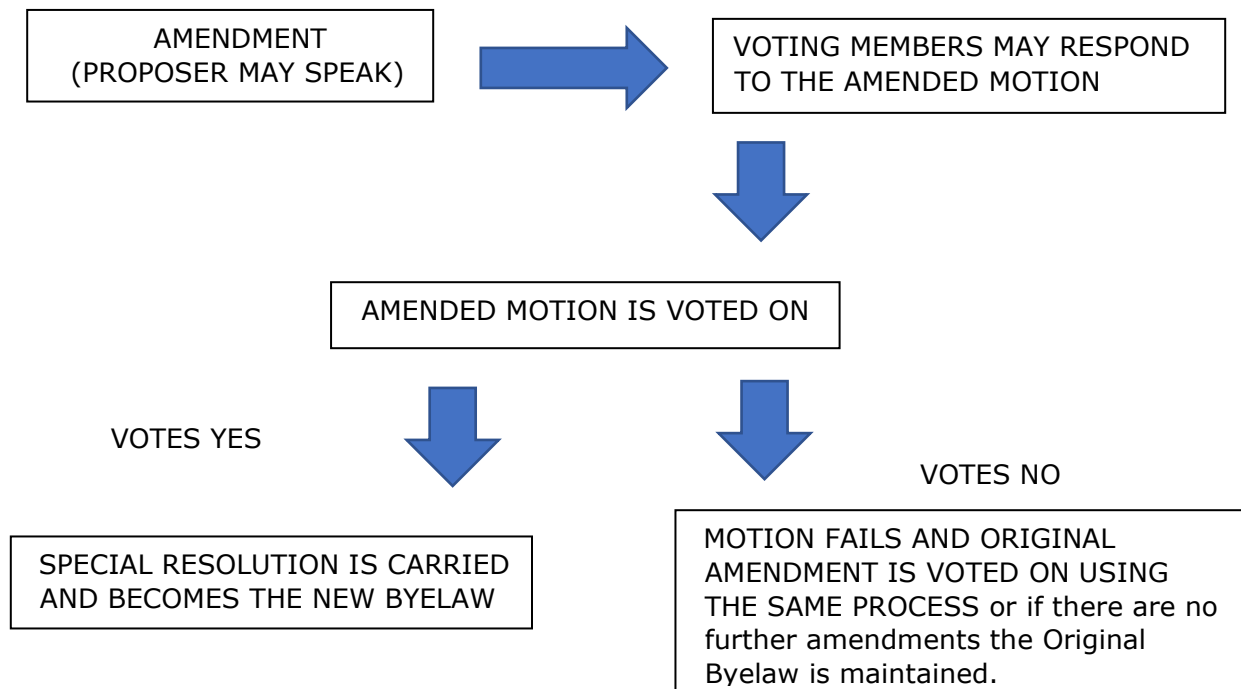 AMENDMENT
(PROPOSER MAY SPEAK)
VOTING MEMBERS MAY RESPOND
TO THE AMENDED MOTION
AMENDED MOTION IS VOTED ON
VOTES YES
VOTES NO
SPECIAL RESOLUTION IS CARRIED
AND BECOMES THE NEW BYELAW
MOTION FAILS AND ORIGINAL
AMENDMENT IS VOTED ON USING
THE SAME PROCESS or if there are no
further amendments the Original
Byelaw is maintained.